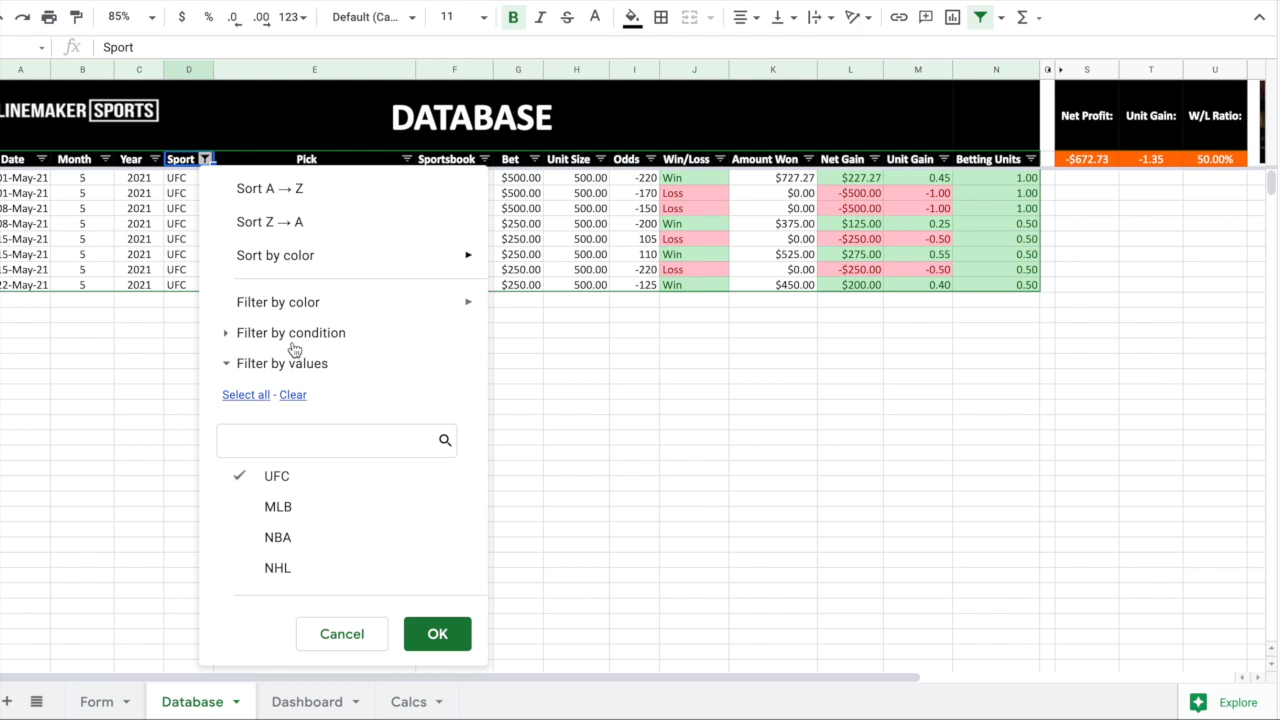 85% $ % .0 .00 123 Default (Ca... 11 B I S A Σ
fx Sport
A B C D E F G H I J K L M N S T U
LINEMAKER SPORTS
DATABASE
Net Profit: Unit Gain: W/L Ratio:
Date Month Year Sport Pick Sportsbook Bet Unit Size Odds Win/Loss Amount Won Net Gain Unit Gain Betting Units -$672.73 -1.35 50.00%
01-May-21 5 2021 UFC $500.00 500.00 -220 Win $727.27 $227.27 0.45 1.00
01-May-21 5 2021 UFC $500.00 500.00 -170 Loss $0.00 -$500.00 -1.00 1.00
08-May-21 5 2021 UFC $500.00 500.00 -150 Loss $0.00 -$500.00 -1.00 1.00
08-May-21 5 2021 UFC $250.00 500.00 -200 Win $375.00 $125.00 0.25 0.50
15-May-21 5 2021 UFC $250.00 500.00 105 Loss $0.00 -$250.00 -0.50 0.50
15-May-21 5 2021 UFC $250.00 500.00 110 Win $525.00 $275.00 0.55 0.50
15-May-21 5 2021 UFC $250.00 500.00 -220 Loss $0.00 -$250.00 -0.50 0.50
22-May-21 5 2021 UFC $250.00 500.00 -125 Win $450.00 $200.00 0.40 0.50
Sort A → Z
Sort Z → A
Sort by color
Filter by color
Filter by condition
Filter by values
Select all - Clear
UFC
MLB
NBA
NHL
Cancel OK
Form Database Dashboard Calcs Explore